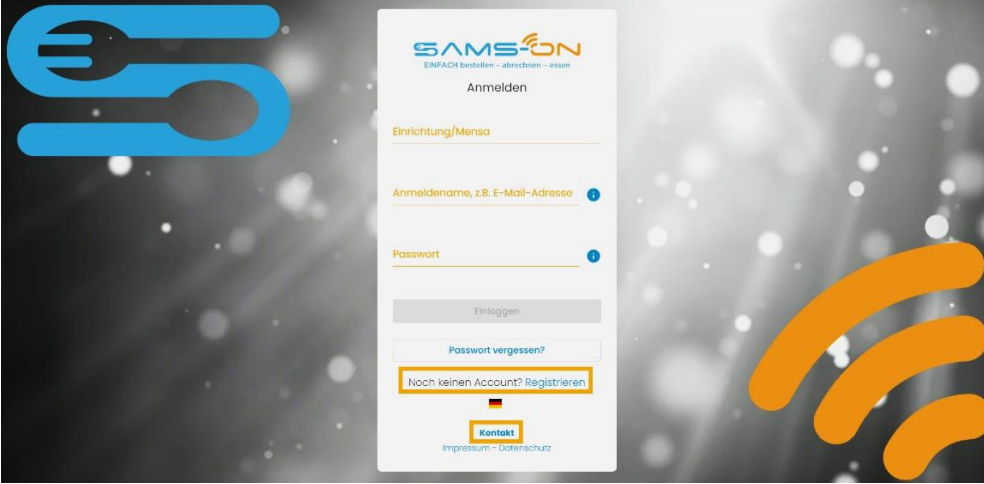 SAMS-ON
EINFACH bestellen – abrechnen – essen
Anmelden
Einrichtung/Mensa
Anmeldename, z.B. E-Mail-Adresse
Passwort
Einloggen
Passwort vergessen?
Noch keinen Account? Registrieren
Kontakt
Impressum - Datenschutz